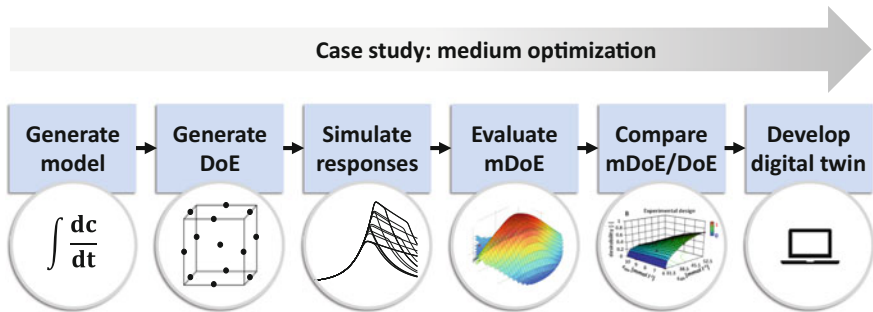 Case study: medium optimization
Generate
model
Generate
DoE
Simulate
responses
Evaluate
mDoE
Compare
mDoE/DoE
Develop
digital twin
∫ dc
dt
B Experimental design